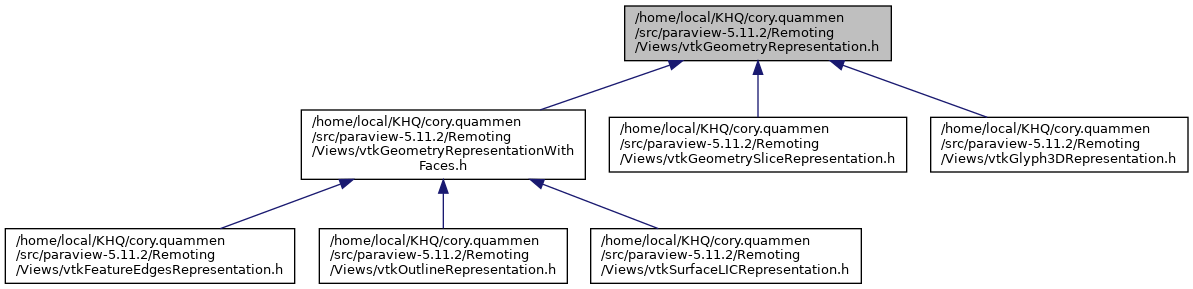 /home/local/KHQ/cory.quammen
/src/paraview-5.11.2/Remoting
/Views/vtkGeometryRepresentation.h
/home/local/KHQ/cory.quammen
/src/paraview-5.11.2/Remoting
/Views/vtkGeometryRepresentationWith
Faces.h
/home/local/KHQ/cory.quammen
/src/paraview-5.11.2/Remoting
/Views/vtkGeometrySliceRepresentation.h
/home/local/KHQ/cory.quammen
/src/paraview-5.11.2/Remoting
/Views/vtkGlyph3DRepresentation.h
/home/local/KHQ/cory.quammen
/src/paraview-5.11.2/Remoting
/Views/vtkFeatureEdgesRepresentation.h
/home/local/KHQ/cory.quammen
/src/paraview-5.11.2/Remoting
/Views/vtkOutlineRepresentation.h
/home/local/KHQ/cory.quammen
/src/paraview-5.11.2/Remoting
/Views/vtkSurfaceLICRepresentation.h